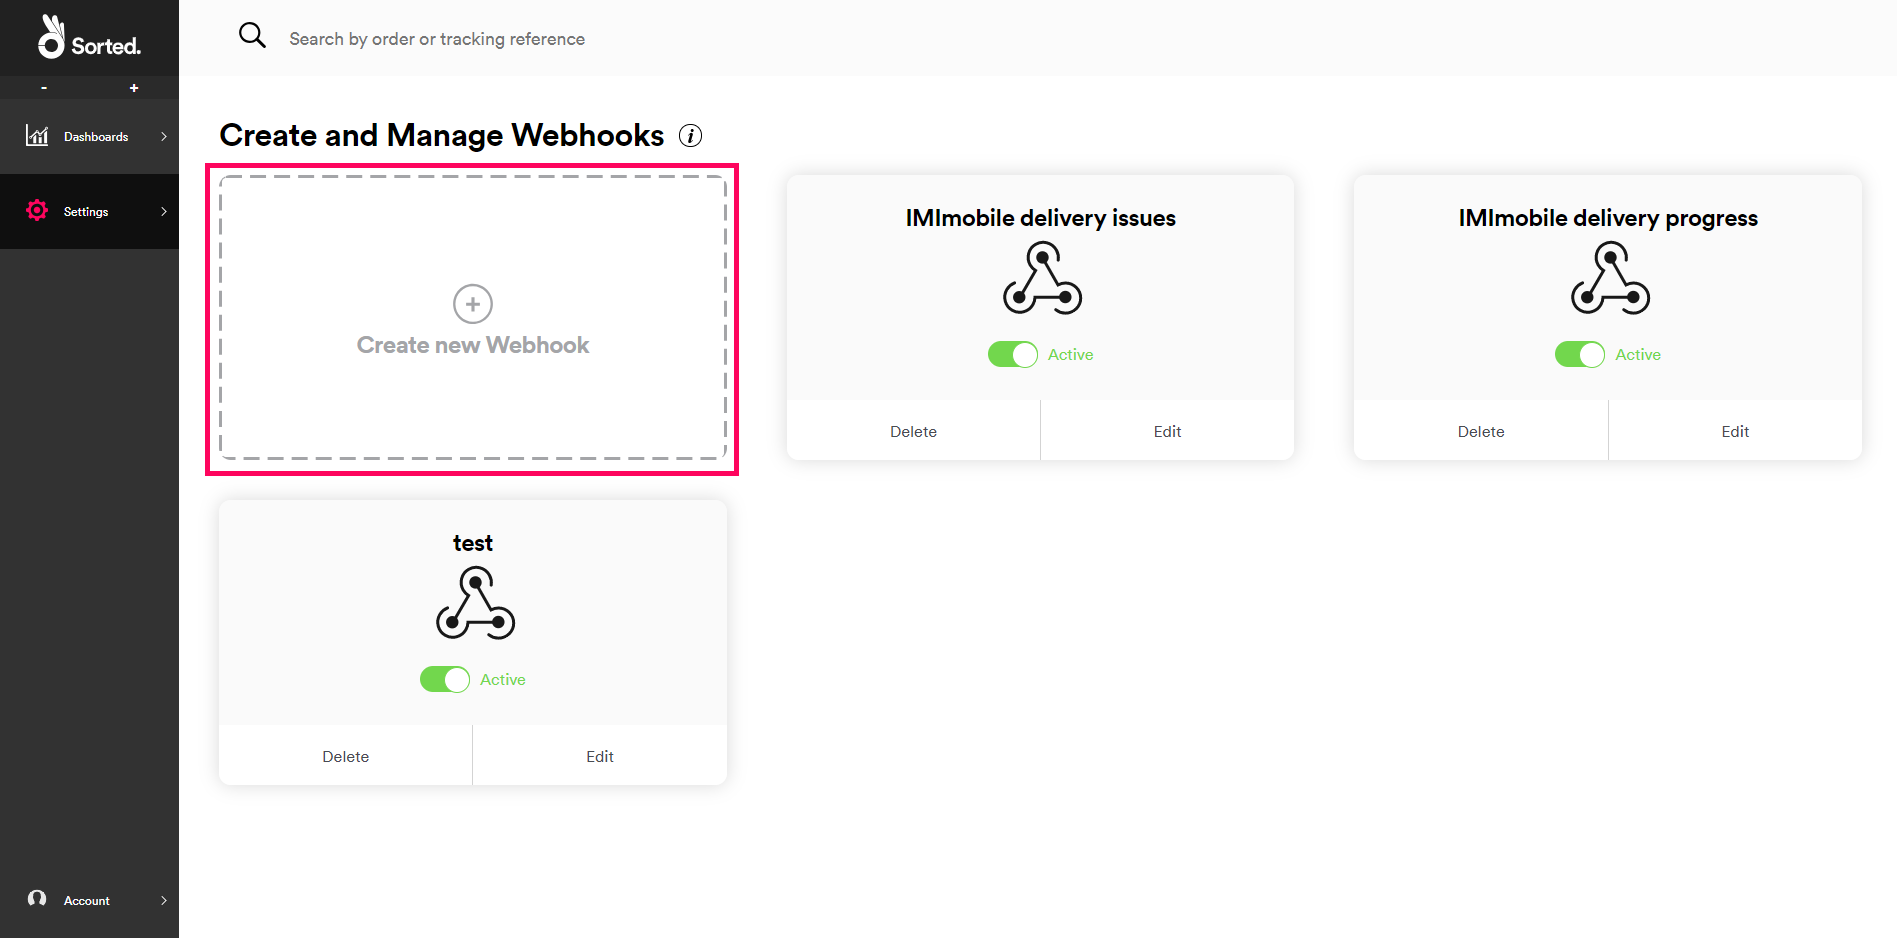 Sorted.
- +
Dashboards
Settings
Account
Search by order or tracking reference
Create and Manage Webhooks i
Create new Webhook
IMImobile delivery issues
Active
Delete Edit
IMImobile delivery progress
Active
Delete Edit
test
Active
Delete Edit